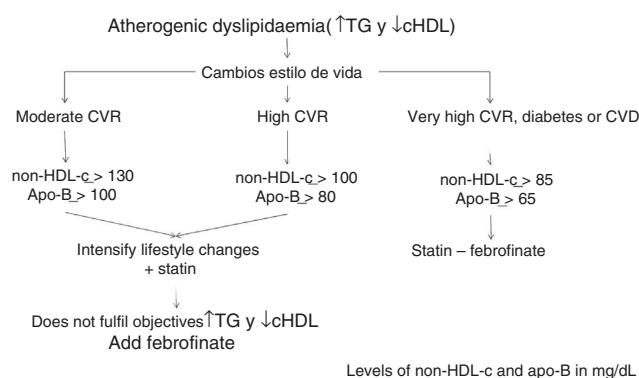 Atherogenic dyslipidaemia( ↑TG y ↓cHDL)
Cambios estilo de vida
Moderate CVR
High CVR
Very high CVR, diabetes or CVD
non-HDL-c > 130
Apo-B > 100
non-HDL-c > 100
Apo-B > 80
non-HDL-c > 85
Apo-B > 65
Intensify lifestyle changes
+ statin
Statin – febrofinate
Does not fulfil objectives ↑TG y ↓cHDL
Add febrofinate
Levels of non-HDL-c and apo-B in mg/dL